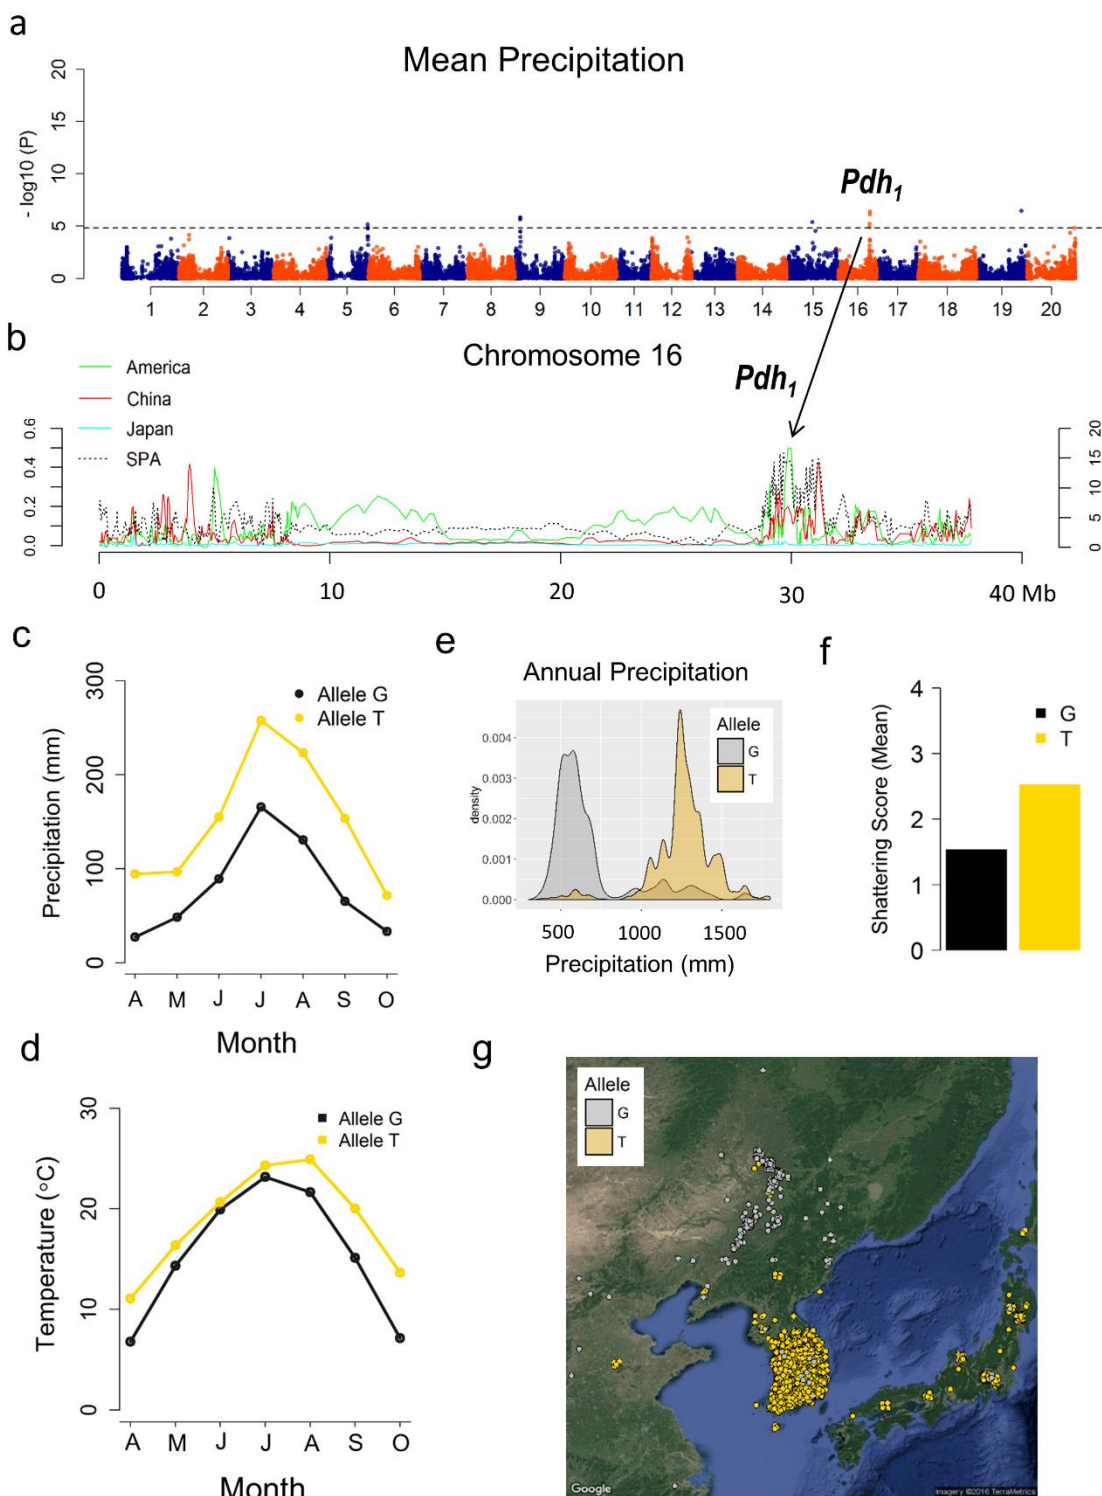 a
Mean Precipitation
20
15
10
5
0
- log10 (P)
Pdh1
1 2 3 4 5 6 7 8 9 10 11 12 13 14 15 16 17 18 19 20
b
Chromosome 16
America
China
Japan
SPA
Pdh1
0.6
0.4
0.2
0.0
20
15
10
5
0
0 10 20 30 40 Mb
c
300
200
100
0
Precipitation (mm)
Allele G
Allele T
A M J J A S O
Month
e
Annual Precipitation
0.004
0.003
0.002
0.001
0.000
density
Allele
G
T
500 1000 1500
Precipitation (mm)
f
4
3
2
1
0
Shattering Score (Mean)
G
T
d
30
20
10
0
Temperature (°C)
Allele G
Allele T
A M J J A S O
Month
g
Allele
G
T
Google
Imagery ©2016 TerraMetrics